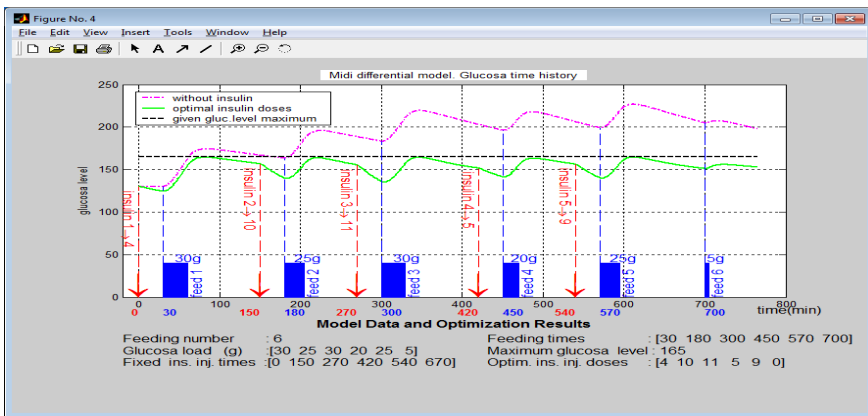 Figure No. 4
File Edit View Insert Tools Window Help
Midi differential model. Glucosa time history
250
200
150
100
50
0
glucosa level
without insulin
optimal insulin doses
given gluc.level maximum
insulin 1→4
insulin 2→10
insulin 3→11
insulin 4→5
insulin 5→9
30g
25g
30g
20g
25g
5g
feed 1
feed 2
feed 3
feed 4
feed 5
feed 6
0 100 200 300 400 500 600 700 800
0 30 150 180 270 300 420 450 540 570 700
time(min)
Model Data and Optimization Results
Feeding number : 6 Feeding times : [30 180 300 450 570 700]
Glucosa load (g) :[30 25 30 20 25 5] Maximum glucosa level : 165
Fixed ins. inj. times :[0 150 270 420 540 670] Optim. ins. inj. doses : [4 10 11 5 9 0]